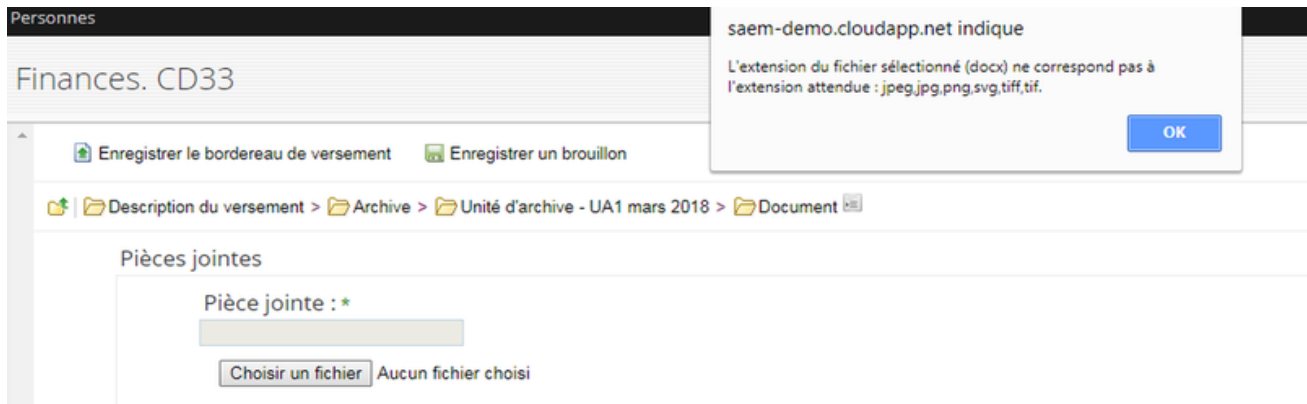 Personnes
saem-demo.cloudapp.net indique
L'extension du fichier sélectionné (docx) ne correspond pas à
l'extension attendue : jpeg,jpg,png,svg,tiff,tif.
OK
Finances. CD33
Enregistrer le bordereau de versement Enregistrer un brouillon
Description du versement > Archive > Unité d'archive - UA1 mars 2018 > Document
Pièces jointes
Pièce jointe : *
Choisir un fichier Aucun fichier choisi